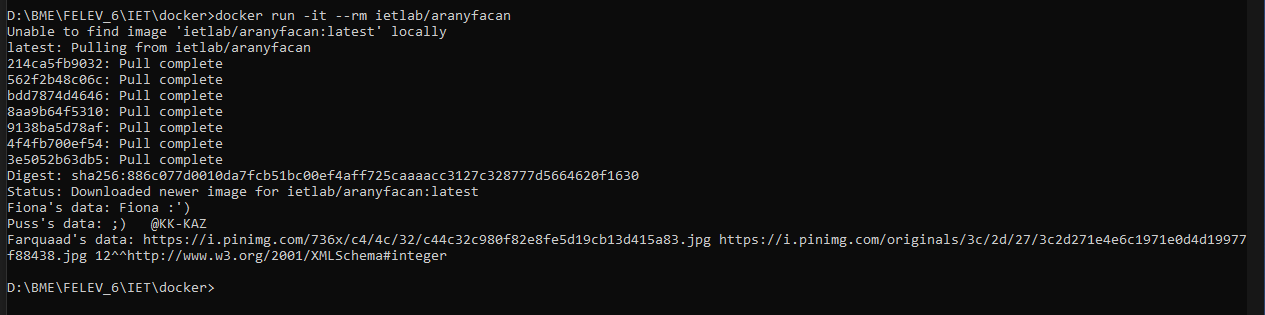 D:\BME\FELEV_6\IET\docker>docker run -it --rm ietlab/aranyfacan
Unable to find image 'ietlab/aranyfacan:latest' locally
latest: Pulling from ietlab/aranyfacan
214ca5fb9032: Pull complete
562f2b48c06c: Pull complete
bdd7874d4646: Pull complete
8aa9b64f5310: Pull complete
9138ba5d78af: Pull complete
4f4fb700ef54: Pull complete
3e5052b63db5: Pull complete
Digest: sha256:886c077d0010da7fcb51bc00ef4aff725caaaacc3127c328777d5664620f1630
Status: Downloaded newer image for ietlab/aranyfacan:latest
Fiona's data: Fiona :')
Puss's data: ;)   @KK-KAZ
Farquaad's data: https://i.pinimg.com/736x/c4/4c/32/c44c32c980f82e8fe5d19cb13d415a83.jpg https://i.pinimg.com/originals/3c/2d/27/3c2d271e4e6c1971e0d4d19977
f88438.jpg 12^^http://www.w3.org/2001/XMLSchema#integer
D:\BME\FELEV_6\IET\docker>